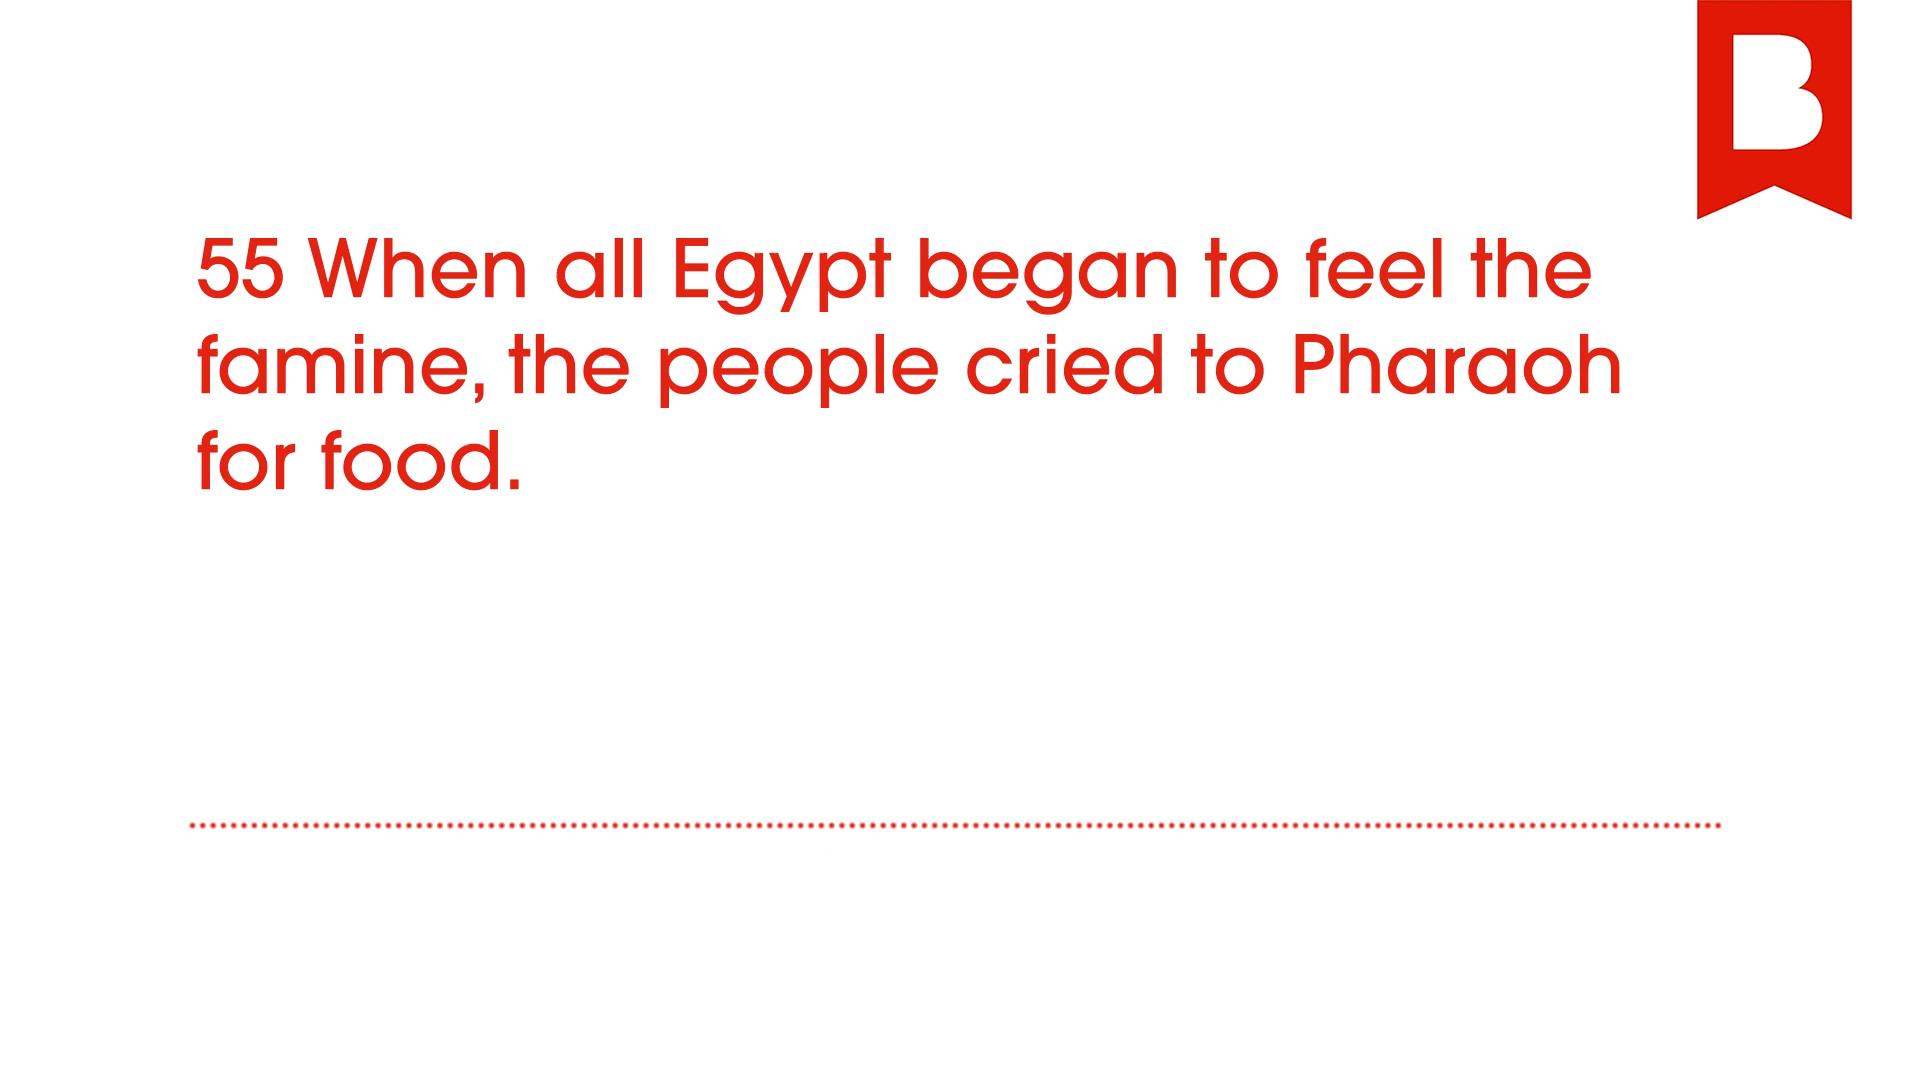 B
55 When all Egypt began to feel the
famine, the people cried to Pharaoh
for food.